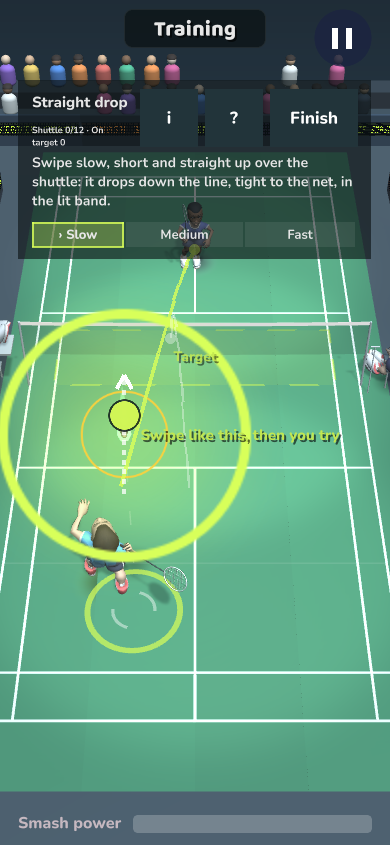 Training
Straight drop
i
?
Finish
Shuttle 0/12 · On
target 0
Swipe slow, short and straight up over the
shuttle: it drops down the line, tight to the net, in
the lit band.
› Slow
Medium
Fast
Target
Swipe like this, then you try
Smash power